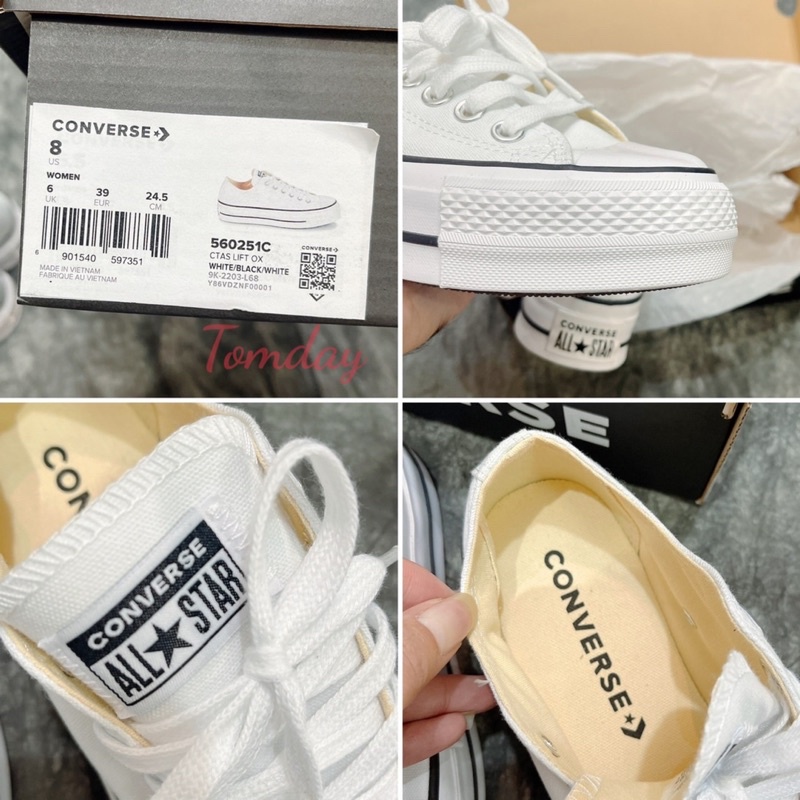 CONVERSE
8
US
WOMEN
6 39 24.5
UK EUR CM
6 901540 597351
MADE IN VIETNAM
FABRIQUE AU VIETNAM
560251C
CTAS LIFT OX
WHITE/BLACK/WHITE
9K-2203-L68
Y86VDZNF00001
CONVERSE
Tomday
CONVERSE
ALL★STAR
CON
CONVERSE
ALL★STAR
RSE
CONVERSE